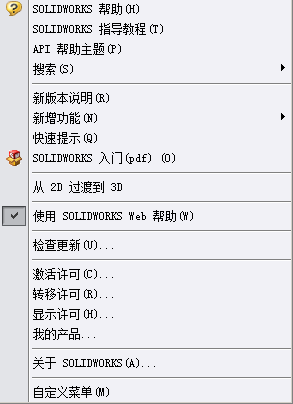 SOLIDWORKS 帮助(H)
SOLIDWORKS 指导教程(T)
API 帮助主题(P)
搜索(S)
新版本说明(R)
新增功能(N)
快速提示(Q)
SOLIDWORKS 入门(pdf) (O)
从 2D 过渡到 3D
使用 SOLIDWORKS Web 帮助(W)
检查更新(U)...
激活许可(C)...
转移许可(R)...
显示许可(H)...
我的产品...
关于 SOLIDWORKS(A)...
自定义菜单(M)